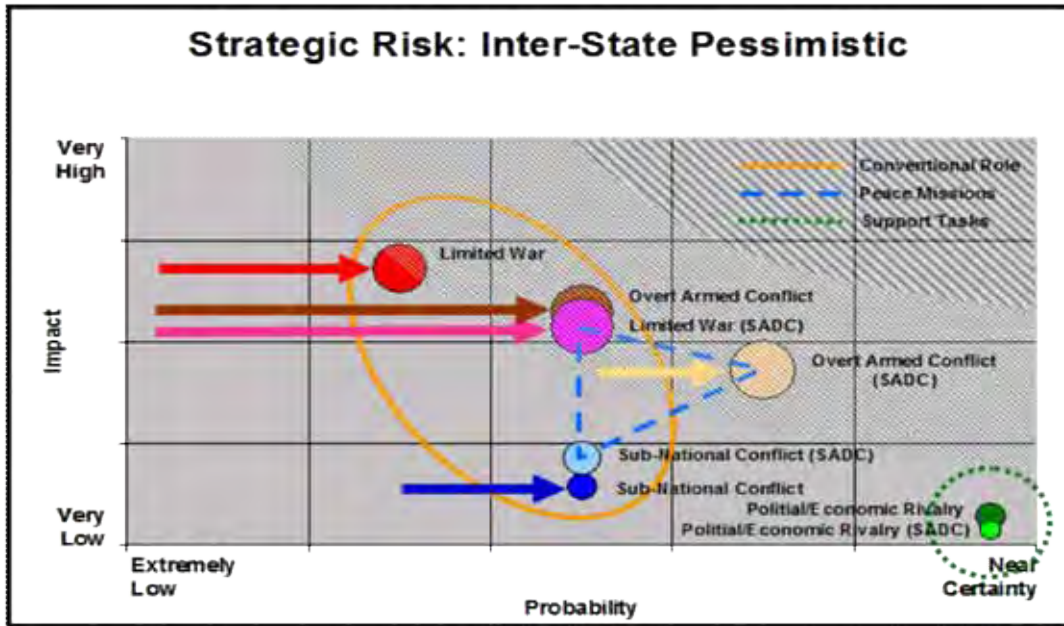 Strategic Risk: Inter-State Pessimistic
Very
High
Conventional Role
Peace Missions
Support Tasks
Limited War
Overt Armed Conflict
Limited War (SADC)
Impact
Overt Armed Conflict
(SADC)
Sub-National Conflict (SADC)
Sub-National Conflict
Politial/Economic Rivalry
Politial/Economic Rivalry (SADC)
Very
Low
Extremely
Low
Near
Certainty
Probability